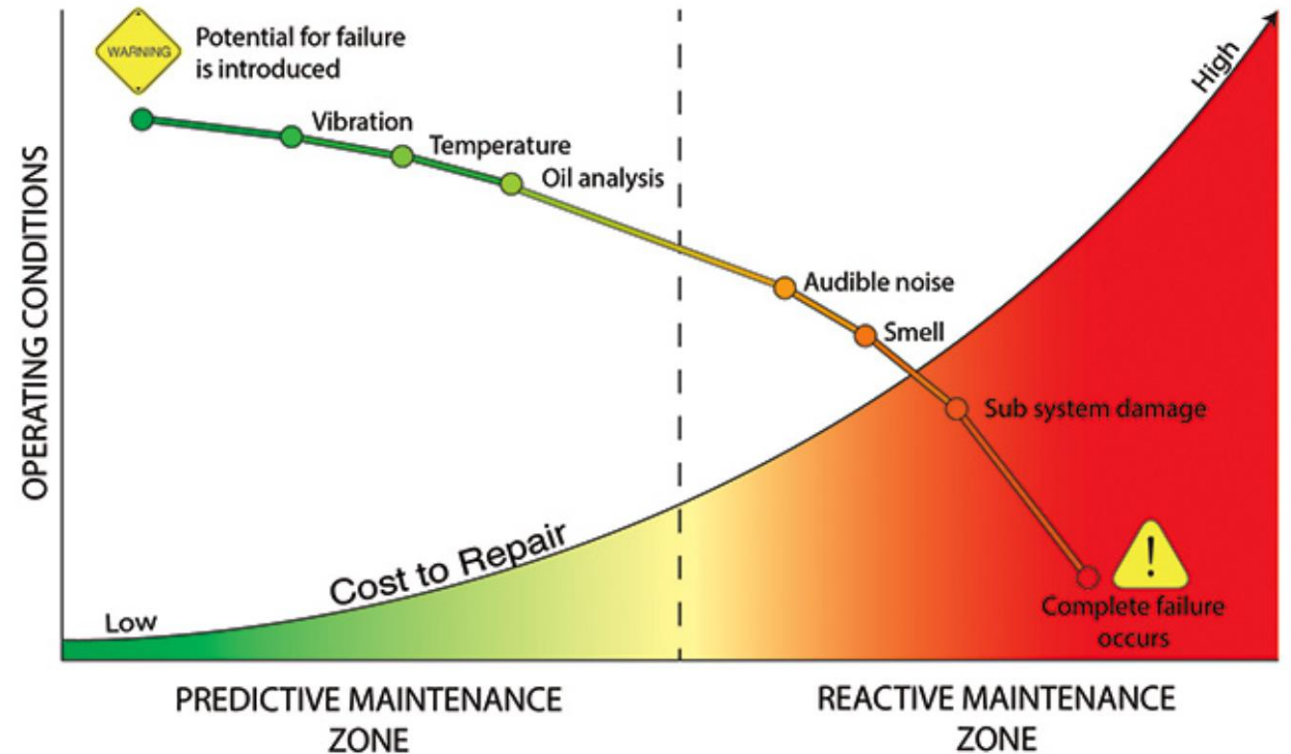 WARNING
Potential for failure
is introduced
Vibration
Temperature
Oil analysis
Audible noise
Smell
Sub system damage
!
Complete failure
occurs
High
Cost to Repair
Low
OPERATING CONDITIONS
PREDICTIVE MAINTENANCE
ZONE
REACTIVE MAINTENANCE
ZONE